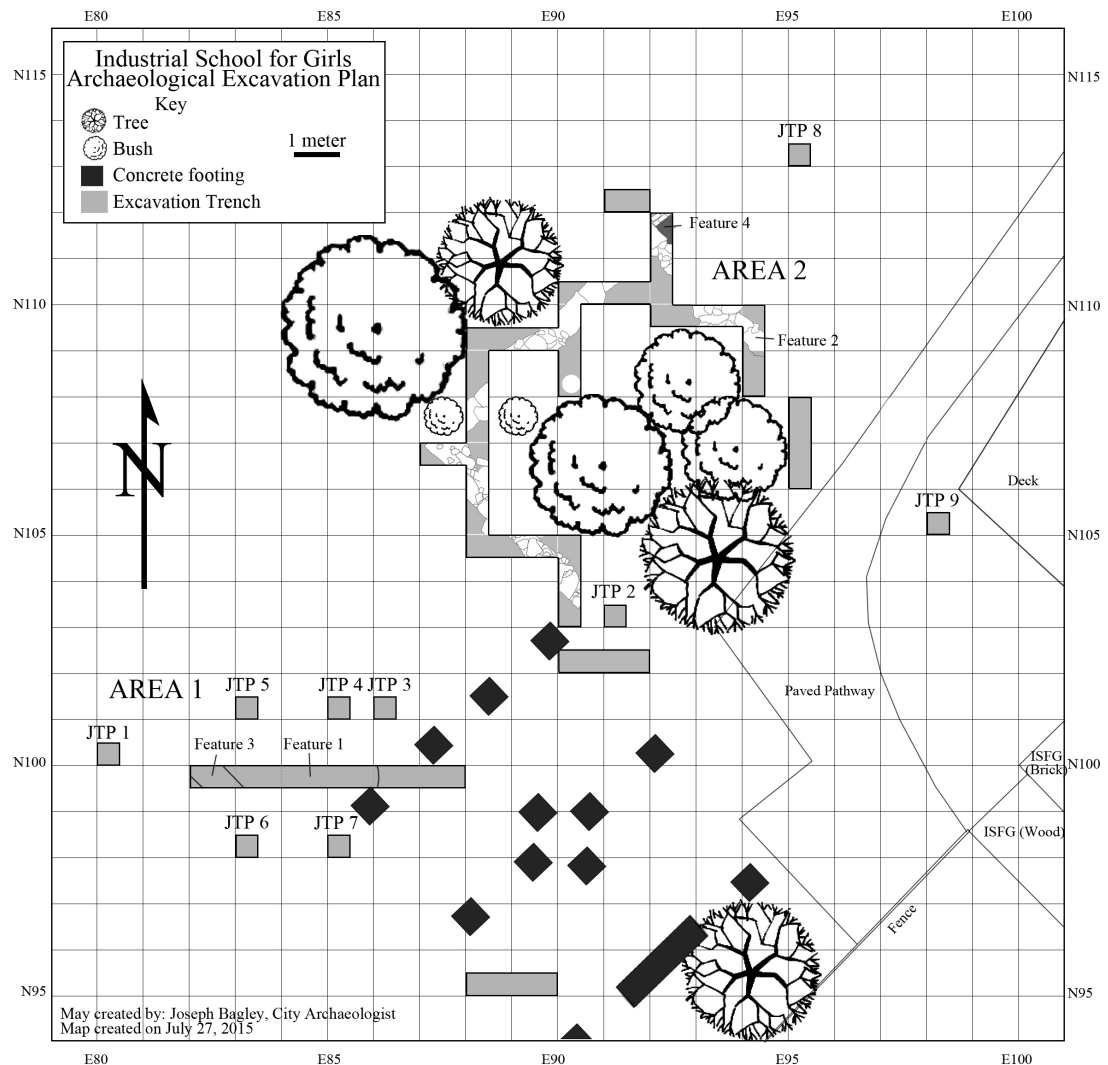 E80 E85 E90 E95 E100
Industrial School for Girls
Archaeological Excavation Plan
Key
Tree
Bush
1 meter
Concrete footing
Excavation Trench
N115 N115
JTP 8
Feature 4
AREA 2
N110 N110
Feature 2
N
Deck
JTP 9
N105 N105
JTP 2
AREA 1
JTP 5 JTP 4 JTP 3
Paved Pathway
JTP 1
Feature 3 Feature 1
ISFG
(Brick)
N100 N100
JTP 6 JTP 7
ISFG (Wood)
Fence
N95 N95
May created by: Joseph Bagley, City Archaeologist
Map created on July 27, 2015
E80 E85 E90 E95 E100